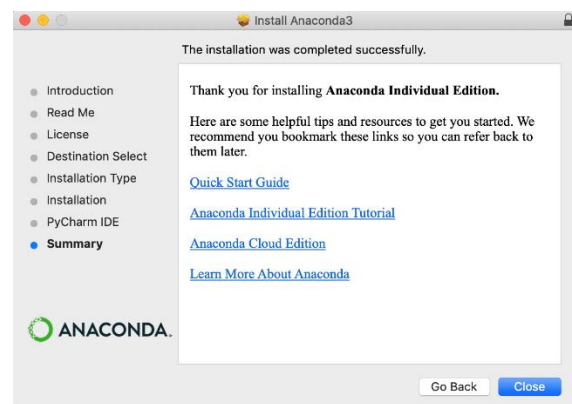 Install Anaconda3
The installation was completed successfully.
Introduction
Read Me
License
Destination Select
Installation Type
Installation
PyCharm IDE
Summary
Thank you for installing Anaconda Individual Edition.
Here are some helpful tips and resources to get you started. We
recommend you bookmark these links so you can refer back to
them later.
Quick Start Guide
Anaconda Individual Edition Tutorial
Anaconda Cloud Edition
Learn More About Anaconda
ANACONDA.
Go Back
Close